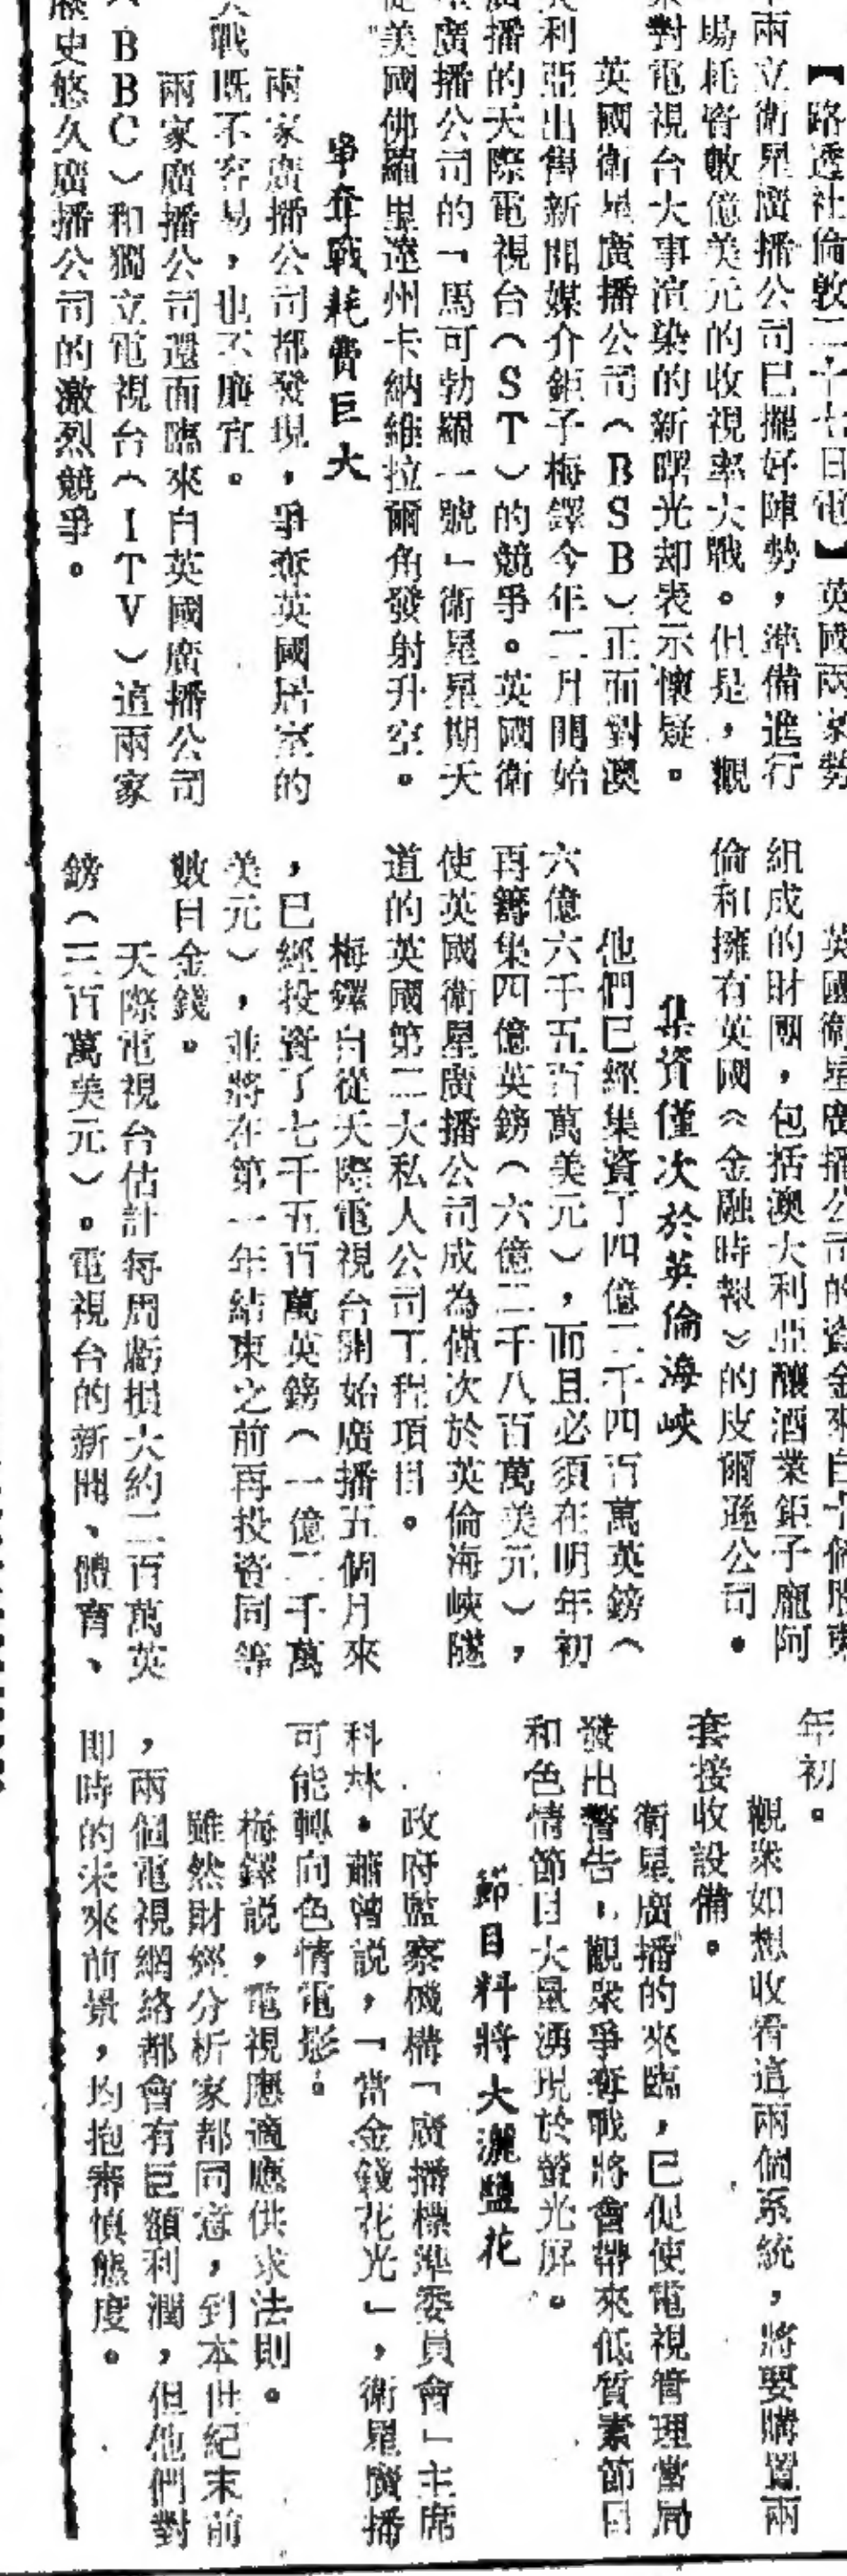 【路透社倫敦二十七日電】英國兩家勢
兩立衛星廣播公司已擺好陣勢，準備進行
場耗資數億美元的收視率大戰。但是，觀
對電視台大事渲染的新曙光却表示懷疑。
英國衛星廣播公司（BSB）正面對澳
利亞出售新聞媒介鉅子梅鐸今年二月開始
廣播的天際電視台（ST）的競爭。英國衛
星廣播公司的「馬可勃羅一號」衛星星期天
從美國佛羅里達州卡納維拉爾角發射升空。
爭奪戰耗費巨大
兩家廣播公司都發現，爭奪英國居室的
大戰既不容易，也不廉宜。
兩家廣播公司還面臨來自英國廣播公司
（BBC）和獨立電視台（ITV）這兩家
歷史悠久廣播公司的激烈競爭。
英國衛星廣播公司的資金來自十個股東
組成的財團，包括澳大利亞釀酒業鉅子龐阿
倫和擁有英國《金融時報》的皮爾遜公司。
集資僅次於英倫海峽
他們已經集資了四億二千四百萬英鎊（
六億六千五百萬美元），而且必須在明年初
再籌集四億英鎊（六億二千八百萬美元），
使英國衛星廣播公司成為僅次於英倫海峽隧
道的英國第二大私人公司工程項目。
梅鐸自從天際電視台開始廣播五個月來
，已經投資了七千五百萬英鎊（一億二千萬
美元），並將在第一年結束之前再投資同等
數目金錢。
天際電視台估計每周虧損大約二百萬英
鎊（三百萬美元）。電視台的新聞、體育、
年初。
觀衆如想收看這兩個系統，將要購置兩
套接收設備。
衛星廣播的來臨，已促使電視管理當局
發出警告，觀衆爭奪戰將會帶來低質素節目
和色情節目大量湧現於螢光屏。
節目料將大灑鹽花
政府監察機構「廣播標準委員會」主席
科林•蕭曾説，「當金錢花光」，衛星廣播
可能轉向色情電影。
梅鐸説，電視應適應供求法則。
雖然財經分析家都同意，到本世紀末前
，兩個電視網絡都會有巨額利潤，但他們對
即時的未來前景，均抱審慎態度。